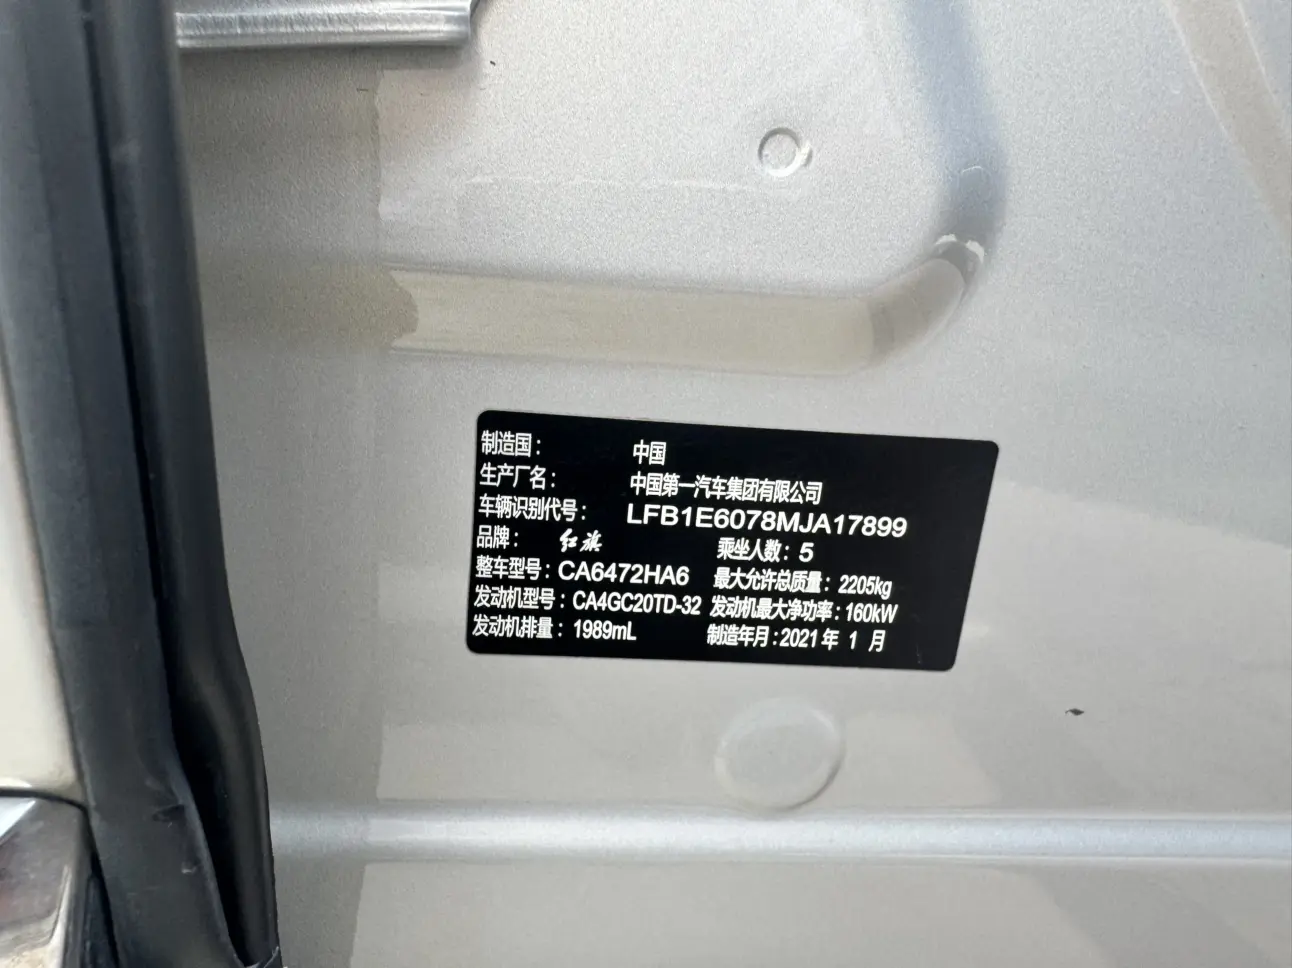 制造国： 中国
生产厂名： 中国第一汽车集团有限公司
车辆识别代号： LFB1E6078MJA17899
品牌： 红旗 乘坐人数：5
整车型号：CA6472HA6 最大允许总质量：2205kg
发动机型号：CA4GC20TD-32 发动机最大净功率：160kW
发动机排量：1989mL 制造年月：2021年 1 月